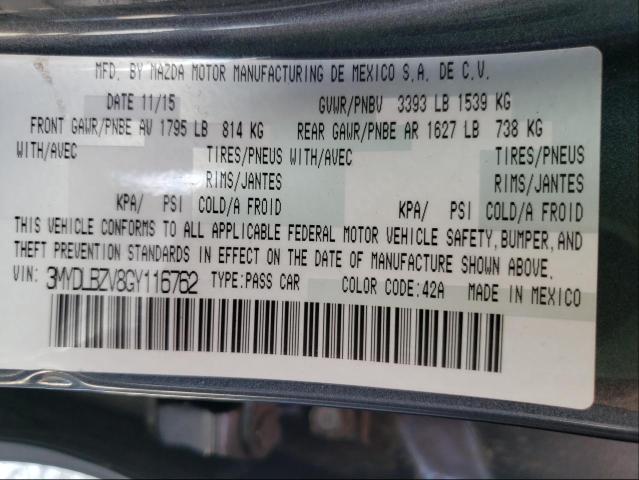 MFD. BY MAZDA MOTOR MANUFACTURING DE MEXICO S.A. DE C.V.
DATE 11/15 GVWR/PNBV 3393 LB 1539 KG
FRONT GAWR/PNBE AV 1795 LB 814 KG REAR GAWR/PNBE AR 1627 LB 738 KG
WITH/AVEC TIRES/PNEUS WITH/AVEC TIRES/PNEUS
RIMS/JANTES RIMS/JANTES
KPA/ PSI COLD/A FROID KPA/ PSI COLD/A FROID
THIS VEHICLE CONFORMS TO ALL APPLICABLE FEDERAL MOTOR VEHICLE SAFETY, BUMPER, AND
THEFT PREVENTION STANDARDS IN EFFECT ON THE DATE OF MANUFACTURE SHOWN ABOVE.
VIN: 3MYDLBZV8GY116762 TYPE:PASS CAR COLOR CODE:42A MADE IN MEXICO